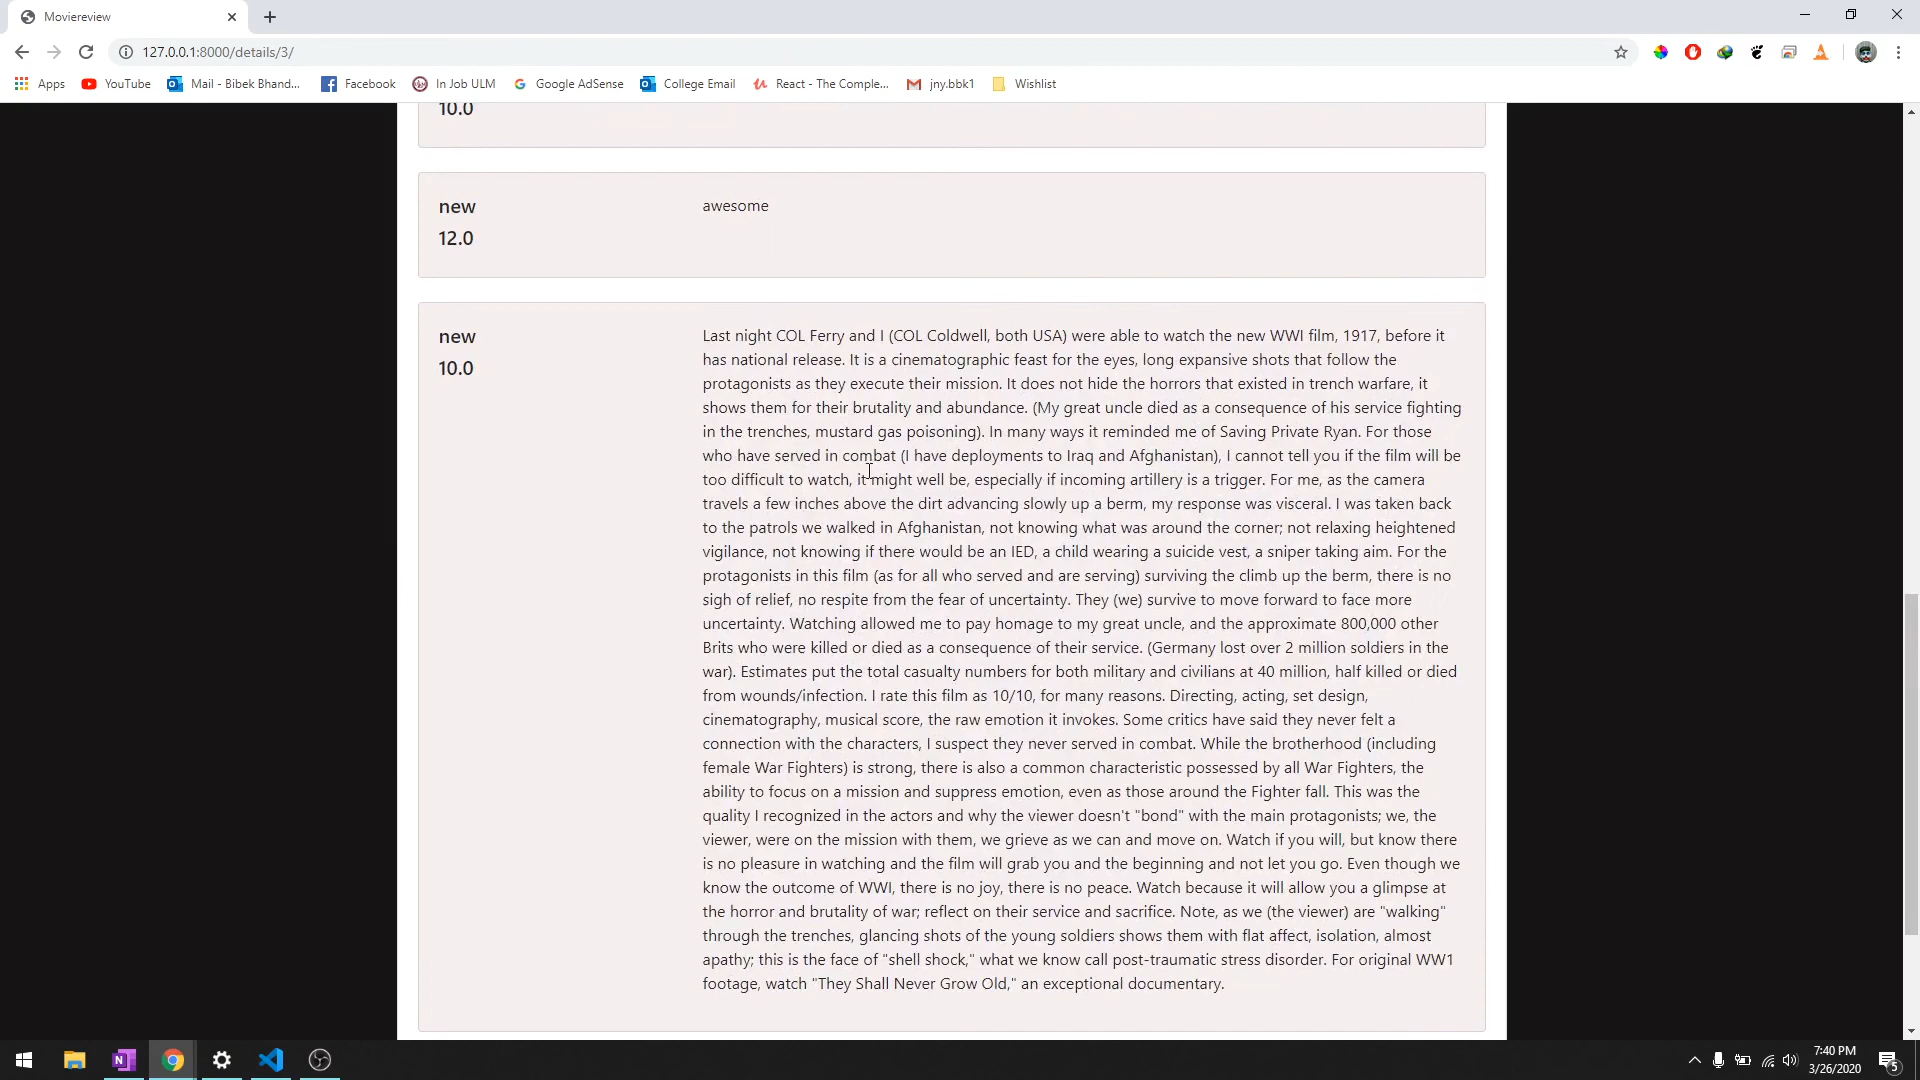 Moviereview
127.0.0.1:8000/details/3/
Apps
YouTube
Mail - Bibek Bhand...
Facebook
In Job ULM
Google AdSense
College Email
React - The Comple...
jny.bbk1
Wishlist
10.0
new
awesome
12.0
new
10.0
Last night COL Ferry and I (COL Coldwell, both USA) were able to watch the new WWI film, 1917, before it
has national release. It is a cinematographic feast for the eyes, long expansive shots that follow the
protagonists as they execute their mission. It does not hide the horrors that existed in trench warfare, it
shows them for their brutality and abundance. (My great uncle died as a consequence of his service fighting
in the trenches, mustard gas poisoning). In many ways it reminded me of Saving Private Ryan. For those
who have served in combat (I have deployments to Iraq and Afghanistan), I cannot tell you if the film will be
too difficult to watch, it might well be, especially if incoming artillery is a trigger. For me, as the camera
travels a few inches above the dirt advancing slowly up a berm, my response was visceral. I was taken back
to the patrols we walked in Afghanistan, not knowing what was around the corner; not relaxing heightened
vigilance, not knowing if there would be an IED, a child wearing a suicide vest, a sniper taking aim. For the
protagonists in this film (as for all who served and are serving) surviving the climb up the berm, there is no
sigh of relief, no respite from the fear of uncertainty. They (we) survive to move forward to face more
uncertainty. Watching allowed me to pay homage to my great uncle, and the approximate 800,000 other
Brits who were killed or died as a consequence of their service. (Germany lost over 2 million soldiers in the
war). Estimates put the total casualty numbers for both military and civilians at 40 million, half killed or died
from wounds/infection. I rate this film as 10/10, for many reasons. Directing, acting, set design,
cinematography, musical score, the raw emotion it invokes. Some critics have said they never felt a
connection with the characters, I suspect they never served in combat. While the brotherhood (including
female War Fighters) is strong, there is also a common characteristic possessed by all War Fighters, the
ability to focus on a mission and suppress emotion, even as those around the Fighter fall. This was the
quality I recognized in the actors and why the viewer doesn't "bond" with the main protagonists; we, the
viewer, were on the mission with them, we grieve as we can and move on. Watch if you will, but know there
is no pleasure in watching and the film will grab you and the beginning and not let you go. Even though we
know the outcome of WWI, there is no joy, there is no peace. Watch because it will allow you a glimpse at
the horror and brutality of war; reflect on their service and sacrifice. Note, as we (the viewer) are "walking"
through the trenches, glancing shots of the young soldiers shows them with flat affect, isolation, almost
apathy; this is the face of "shell shock," what we know call post-traumatic stress disorder. For original WW1
footage, watch "They Shall Never Grow Old," an exceptional documentary.
7:40 PM
3/26/2020
5